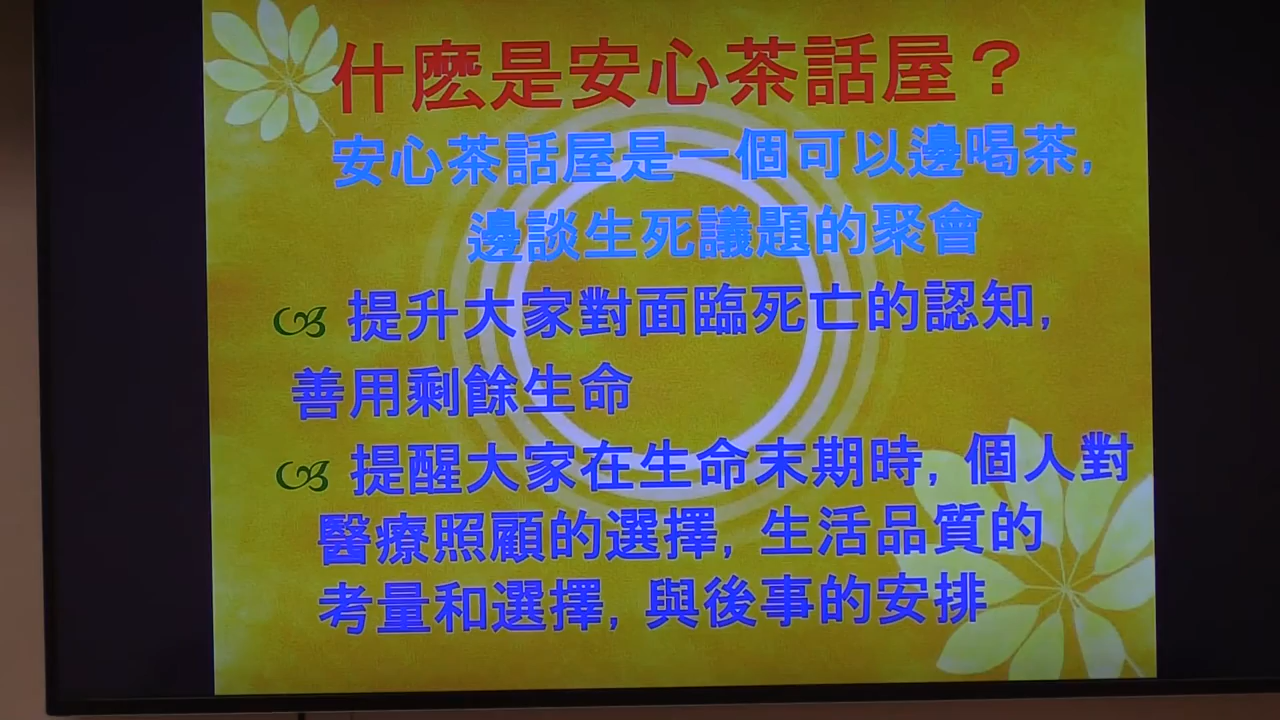 什麽是安心茶話屋？
安心茶話屋是一個可以邊喝茶,
邊談生死議題的聚會
提升大家對面臨死亡的認知,
善用剩餘生命
提醒大家在生命末期時, 個人對
醫療照顧的選擇, 生活品質的
考量和選擇, 與後事的安排